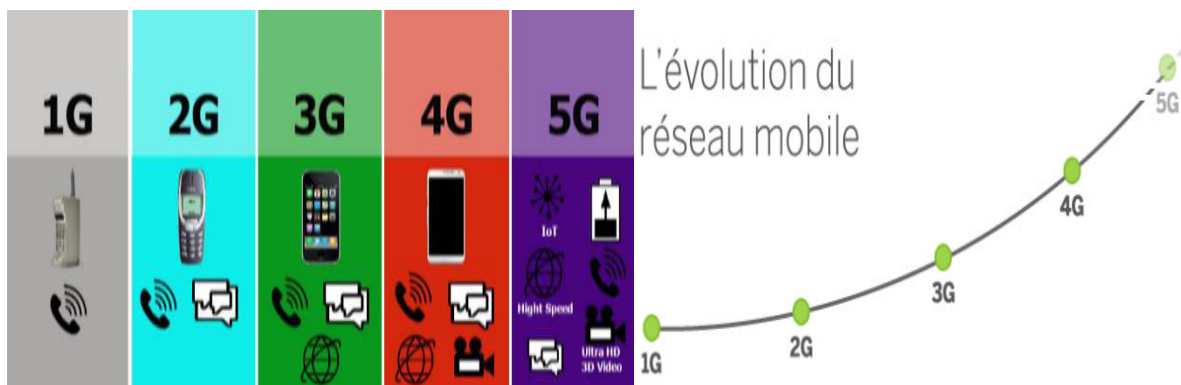 1G
2G
3G
4G
5G
IoT
Hight Speed
Ultra HD
3D Video
L'évolution du
réseau mobile
1G
2G
3G
4G
5G